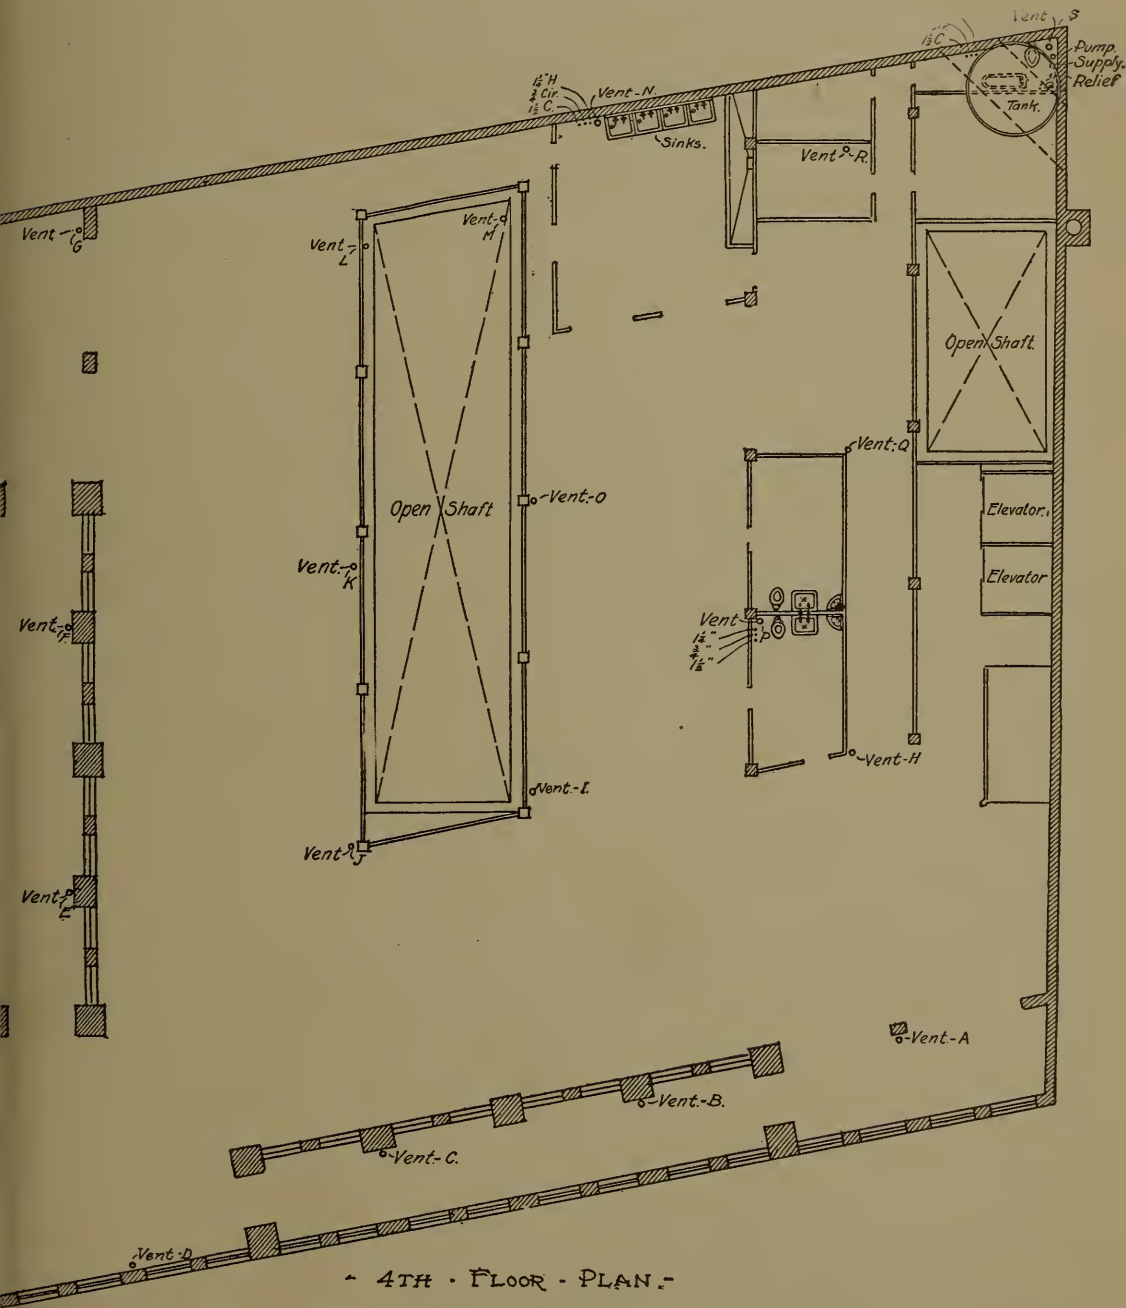 Vent S
1½ C
Pump.
Supply.
Relief
Tank.
1¼" H
¾ Cir.
1½ C.
Vent-N.
Sinks.
Vent-R.
Vent
G
Vent
L
Vent-
M
Open Shaft.
Vent-Q
Open Shaft
Vent-O
Elevator.
Elevator
Vent-
K
Vent-
F
Vent
P
1¼"
¾"
1½"
Vent-H
Vent-I.
Vent J
Vent-
E
Vent-A
Vent-B.
Vent-C.
Vent-D
- 4TH - FLOOR - PLAN -